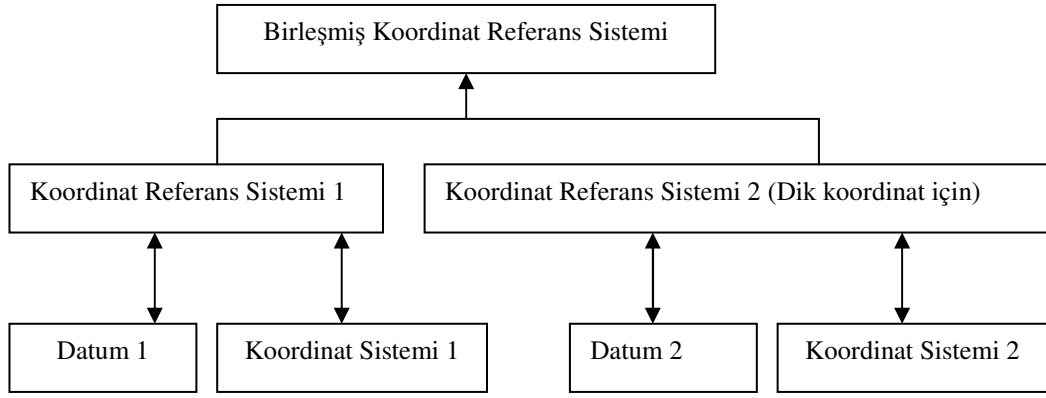 Birleşmiş Koordinat Referans Sistemi
Koordinat Referans Sistemi 1
Koordinat Referans Sistemi 2 (Dik koordinat için)
Datum 1
Koordinat Sistemi 1
Datum 2
Koordinat Sistemi 2